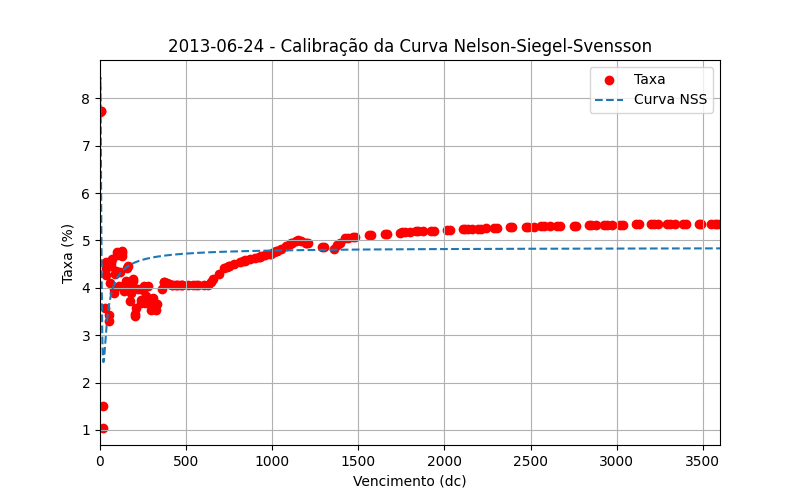 2013-06-24 - Calibração da Curva Nelson-Siegel-Svensson
Taxa
Curva NSS
Taxa (%)
8
7
6
5
4
3
2
1
0 500 1000 1500 2000 2500 3000 3500
Vencimento (dc)